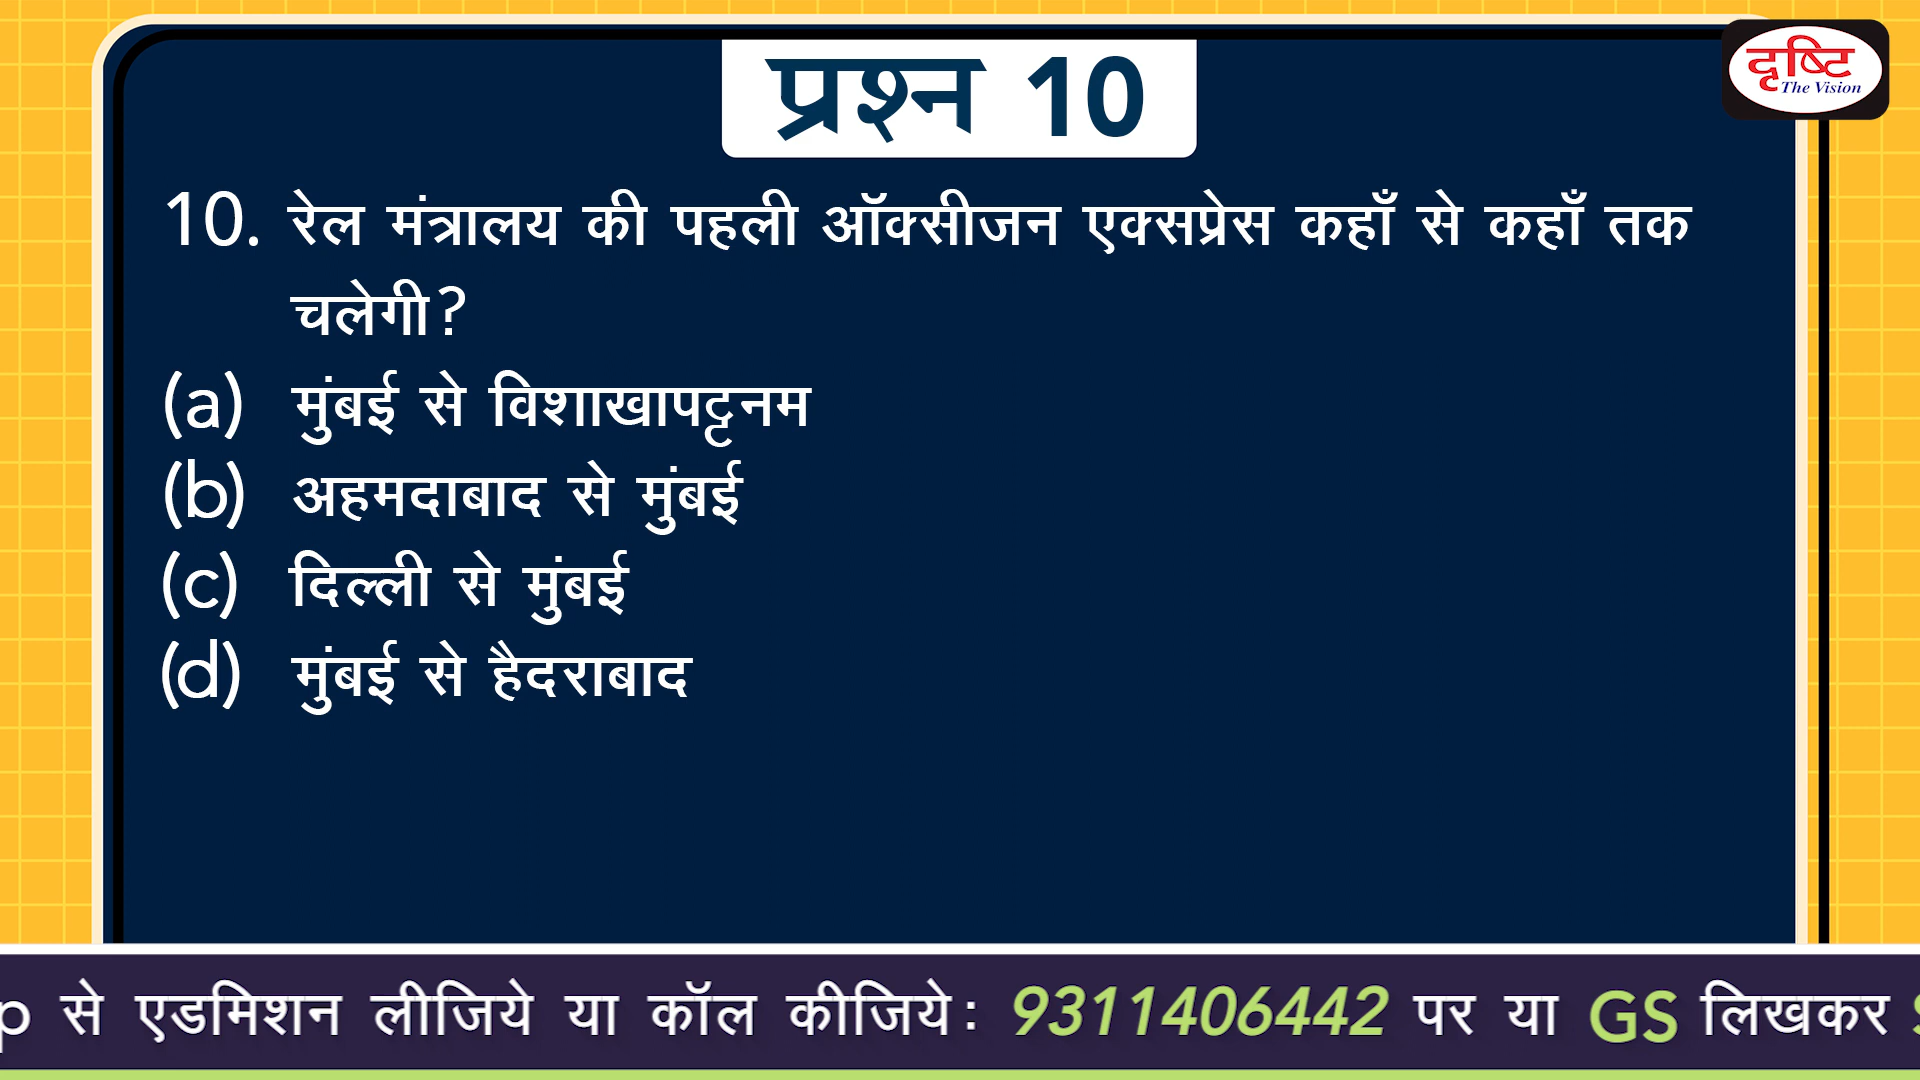 प्रश्न 10
दृष्टि
The Vision
10. रेल मंत्रालय की पहली ऑक्सीजन एक्सप्रेस कहाँ से कहाँ तक
चलेगी?
(a) मुंबई से विशाखापट्टनम
(b) अहमदाबाद से मुंबई
(c) दिल्ली से मुंबई
(d) मुंबई से हैदराबाद
p से एडमिशन लीजिये या कॉल कीजिये: 9311406442 पर या GS लिखकर